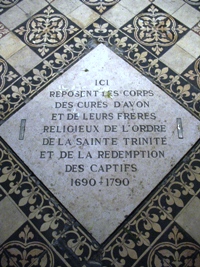 ICI
REPOSENT LES CORPS
DES CURÉS D'AVON
ET DE LEURS FRÈRES
RELIGIEUX DE L'ORDRE
DE LA SAINTE TRINITÉ
ET DE LA RÉDEMPTION
DES CAPTIFS
1690-1790